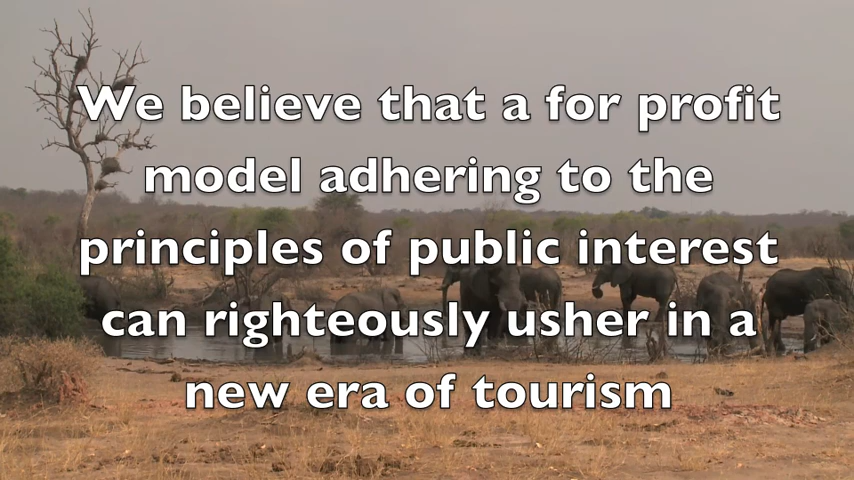 We believe that a for profit
model adhering to the
principles of public interest
can righteously usher in a
new era of tourism